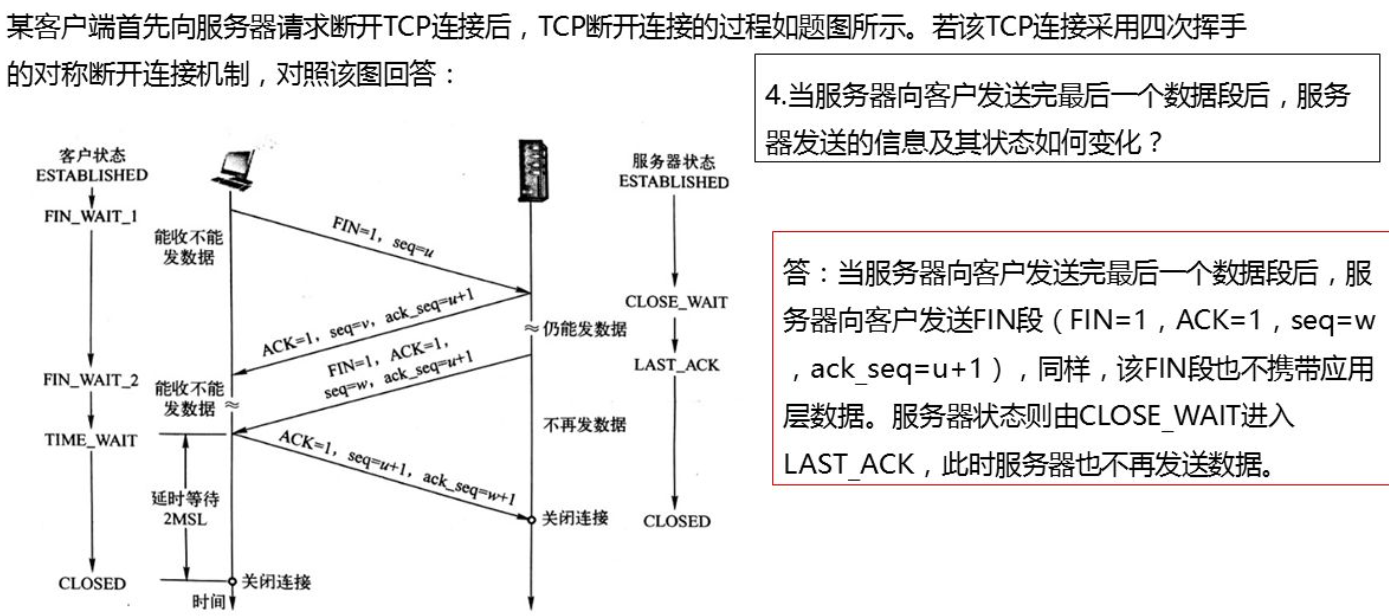 某客户端首先向服务器请求断开TCP连接后，TCP断开连接的过程如题图所示。若该TCP连接采用四次挥手
的对称断开连接机制，对照该图回答：
4.当服务器向客户发送完最后一个数据段后，服务
器发送的信息及其状态如何变化？
客户状态
ESTABLISHED
FIN_WAIT_1
FIN_WAIT_2
TIME_WAIT
CLOSED
能收不能
发数据
能收不能
发数据
延时等待
2MSL
FIN=1，seq=u
ACK=1，seq=v，ack_seq=u+1
FIN=1，ACK=1，
seq=w，ack_seq=u+1
ACK=1，seq=u+1，ack_seq=w+1
关闭连接
时间
仍能发数据
不再发数据
关闭连接
服务器状态
ESTABLISHED
CLOSE_WAIT
LAST_ACK
CLOSED
答：当服务器向客户发送完最后一个数据段后，服
务器向客户发送FIN段（FIN=1，ACK=1，seq=w
，ack_seq=u+1），同样，该FIN段也不携带应用
层数据。服务器状态则由CLOSE_WAIT进入
LAST_ACK，此时服务器也不再发送数据。